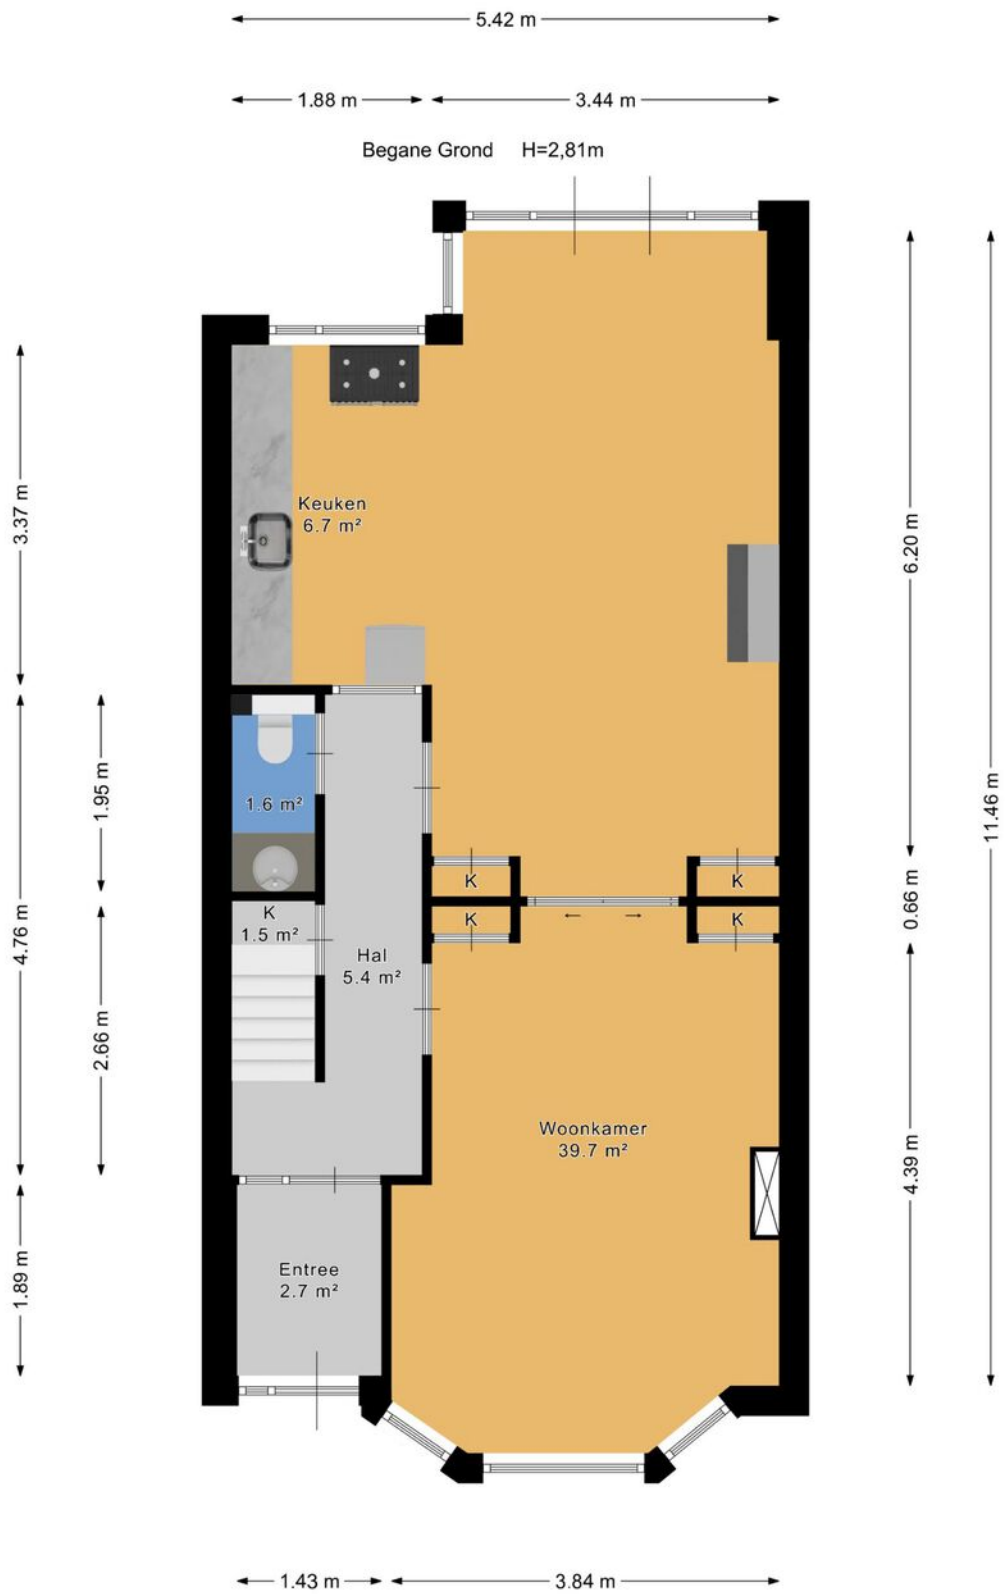 5.42 m
1.88 m
3.44 m
Begane Grond H=2,81m
3.37 m
Keuken
6.7 m²
6.20 m
11.46 m
4.76 m
1.95 m
1.6 m²
K
K
0.66 m
K
1.5 m²
K
K
Hal
5.4 m²
2.66 m
Woonkamer
39.7 m²
4.39 m
1.89 m
Entree
2.7 m²
1.43 m
3.84 m